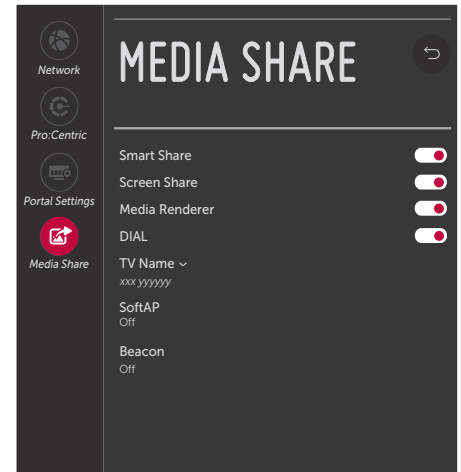 Network
Pro:Centric
Portal Settings
Media Share
MEDIA SHARE
Smart Share
Screen Share
Media Renderer
DIAL
TV Name
xxx yyyyyy
SoftAP
Off
Beacon
Off